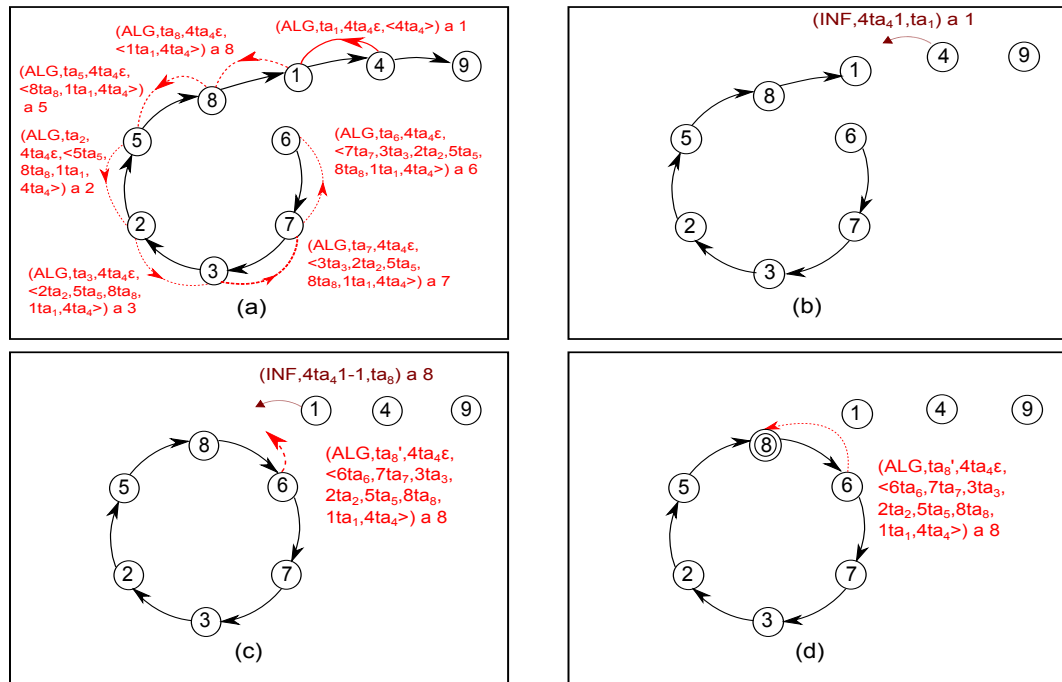 (ALG,ta₈,4ta₄ε,
<1ta₁,4ta₄>) a 8
(ALG,ta₁,4ta₄ε,<4ta₄>) a 1
(ALG,ta₅,4ta₄ε,
<8ta₈,1ta₁,4ta₄>)
a 5
1
4
9
8
5
6
(ALG,ta₂,
4ta₄ε,<5ta₅,
8ta₈,1ta₁,
4ta₄>) a 2
(ALG,ta₆,4ta₄ε,
<7ta₇,3ta₃,2ta₂,5ta₅,
8ta₈,1ta₁,4ta₄>) a 6
2
7
3
(ALG,ta₃,4ta₄ε,
<2ta₂,5ta₅,8ta₈,
1ta₁,4ta₄>) a 3
(ALG,ta₇,4ta₄ε,
<3ta₃,2ta₂,5ta₅,
8ta₈,1ta₁,4ta₄>) a 7
(a)
(INF,4ta₄1,ta₁) a 1
4
9
1
8
5
6
2
7
3
(b)
(INF,4ta₄1-1,ta₈) a 8
1
4
9
8
(ALG,ta₈',4ta₄ε,
<6ta₆,7ta₇,3ta₃,
2ta₂,5ta₅,8ta₈,
1ta₁,4ta₄>) a 8
5
6
2
7
3
(c)
1
4
9
8
(ALG,ta₈',4ta₄ε,
<6ta₆,7ta₇,3ta₃,
2ta₂,5ta₅,8ta₈,
1ta₁,4ta₄>) a 8
5
6
2
7
3
(d)